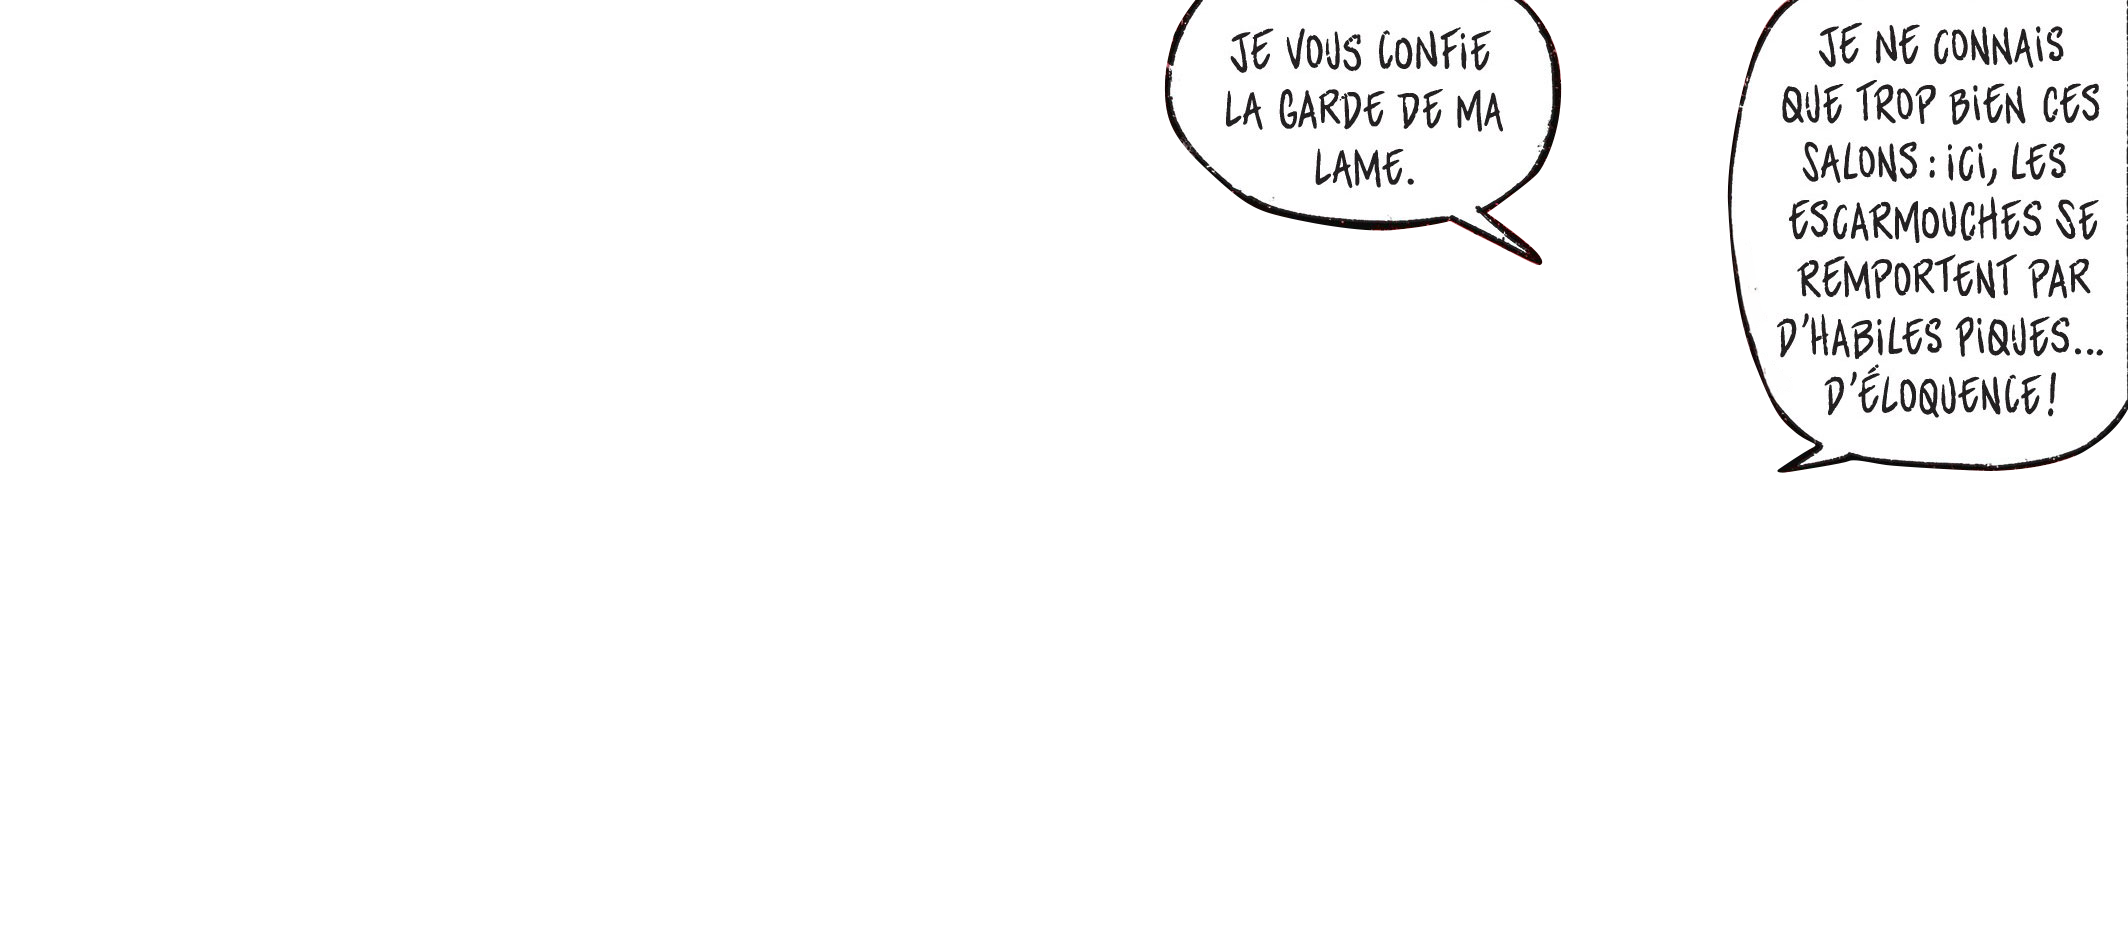 JE VOUS CONFIE
LA GARDE DE MA
LAME.
JE NE CONNAIS
QUE TROP BIEN CES
SALONS : ICI, LES
ESCARMOUCHES SE
REMPORTENT PAR
D'HABILES PIQUES...
D'ÉLOQUENCE !